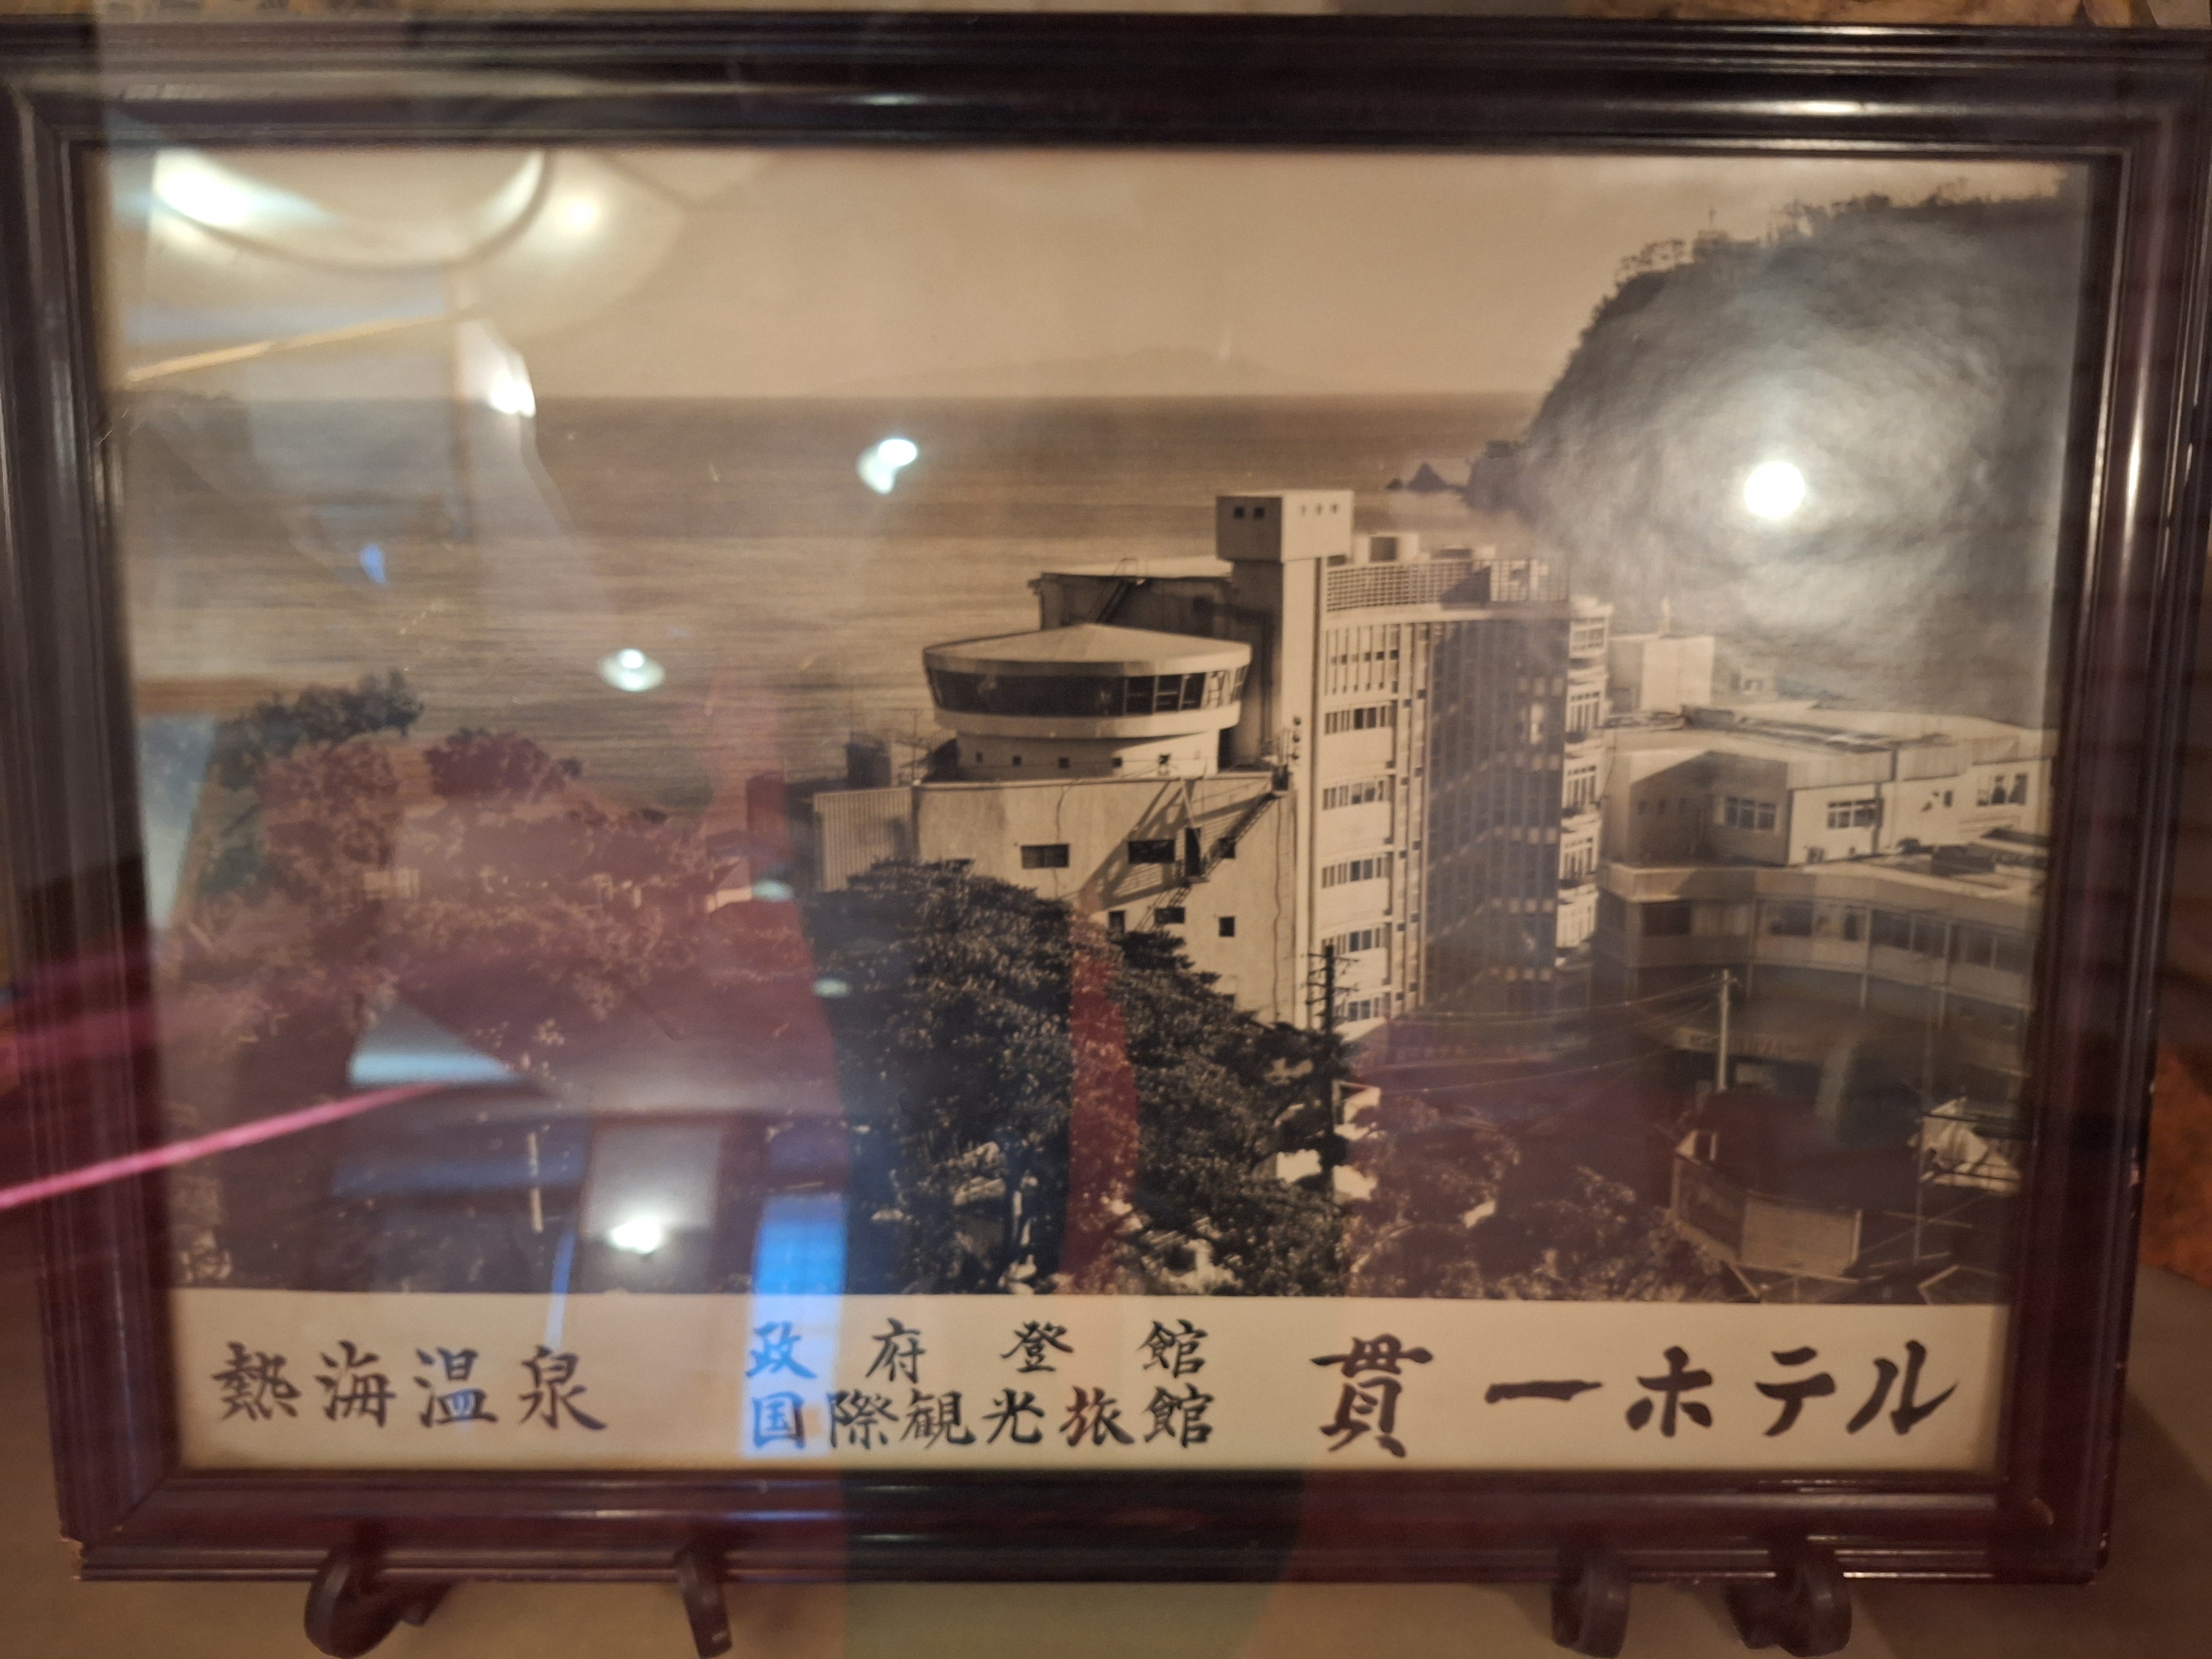 熱海温泉
政府登館
国際観光旅館
貫一ホテル